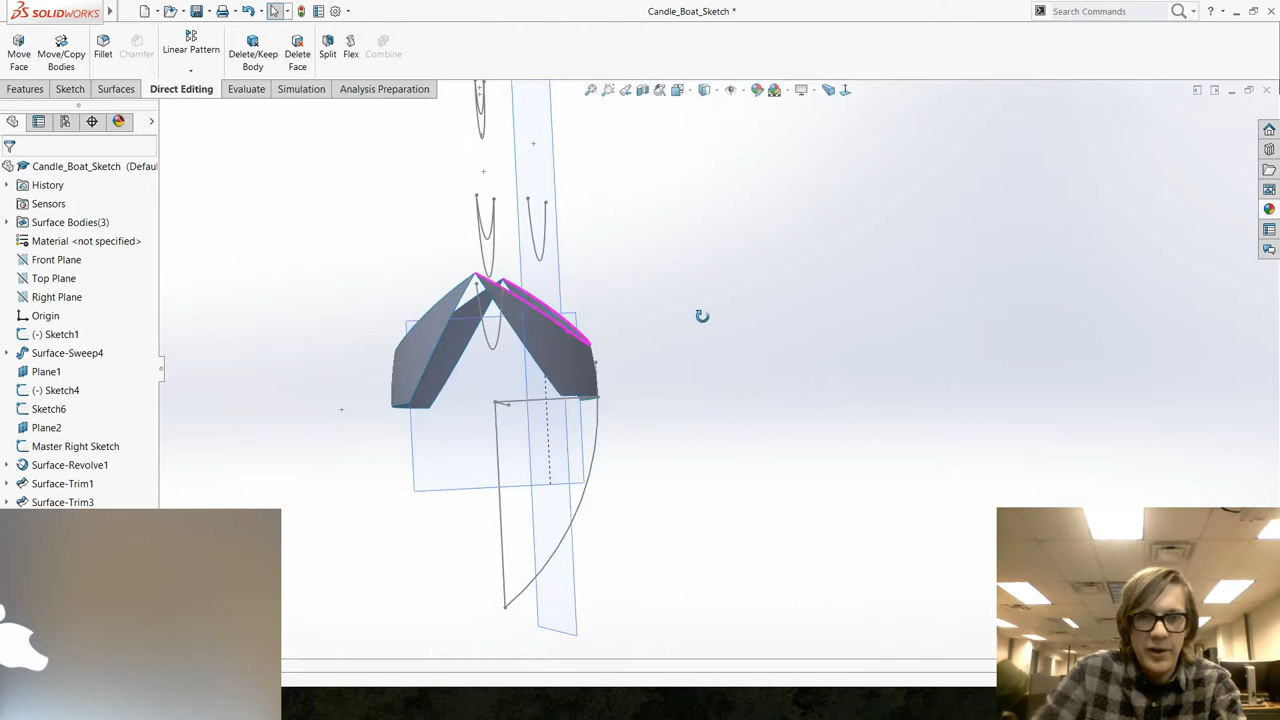 SOLIDWORKS
Candle_Boat_Sketch *
Search Commands
Move Face
Move/Copy Bodies
Fillet
Chamfer
Linear Pattern
Delete/Keep Body
Delete Face
Split
Flex
Combine
Features
Sketch
Surfaces
Direct Editing
Evaluate
Simulation
Analysis Preparation
Candle_Boat_Sketch (Defau
History
Sensors
Surface Bodies(3)
Material <not specified>
Front Plane
Top Plane
Right Plane
Origin
(-) Sketch1
Surface-Sweep4
Plane1
(-) Sketch4
Sketch6
Plane2
Master Right Sketch
Surface-Revolve1
Surface-Trim1
Surface-Trim3